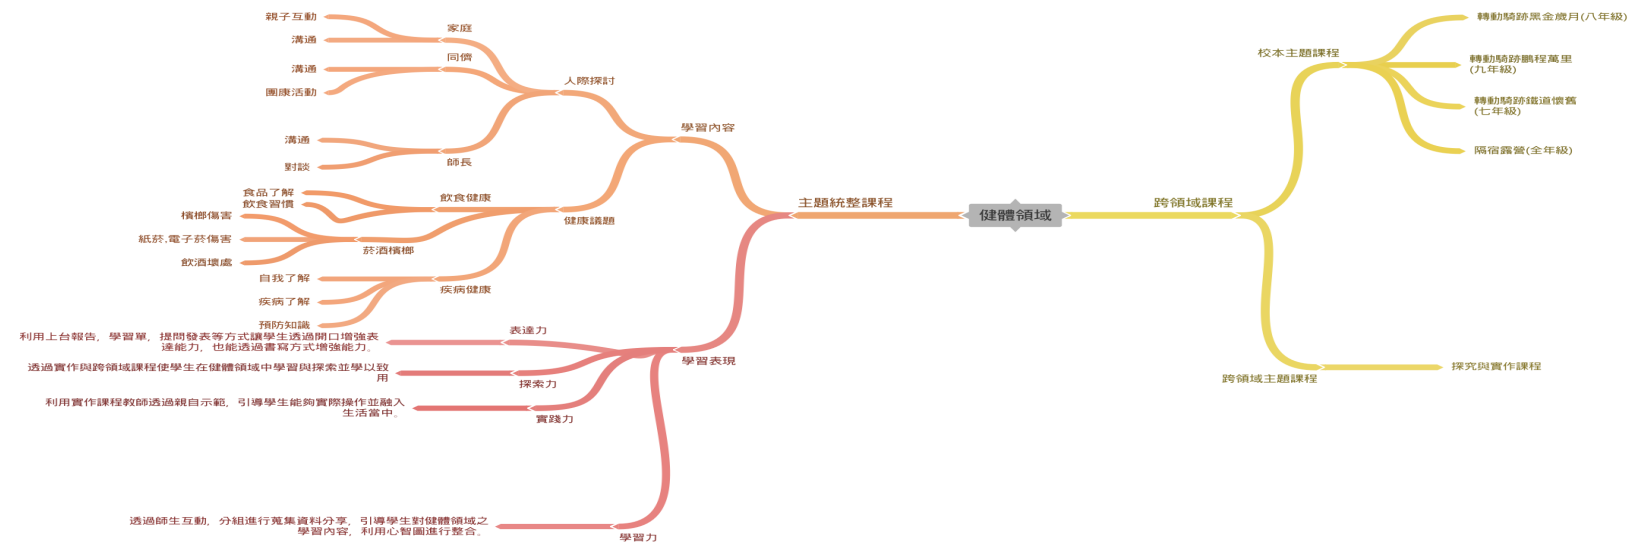 健體領域
主題統整課程
學習內容
人際探討
家庭
親子互動
溝通
同儕
溝通
團康活動
師長
溝通
對談
健康議題
飲食健康
食品了解
飲食習慣
菸酒檳榔
檳榔傷害
紙菸,電子菸傷害
飲酒壞處
疾病健康
自我了解
疾病了解
預防知識
學習表現
表達力
利用上台報告，學習單，提問發表等方式讓學生透過開口增強表
達能力，也能透過書寫方式增強能力。
探索力
透過實作與跨領域課程使學生在健體領域中學習與探索並學以致
用
實踐力
利用實作課程教師透過親自示範，引導學生能夠實際操作並融入
生活當中。
學習力
透過師生互動，分組進行蒐集資料分享，引導學生對健體領域之
學習內容，利用心智圖進行整合。
跨領域課程
校本主題課程
轉動騎跡黑金歲月(八年級)
轉動騎跡鵬程萬里
(九年級)
轉動騎跡鐵道懷舊
(七年級)
隔宿露營(全年級)
跨領域主題課程
探究與實作課程